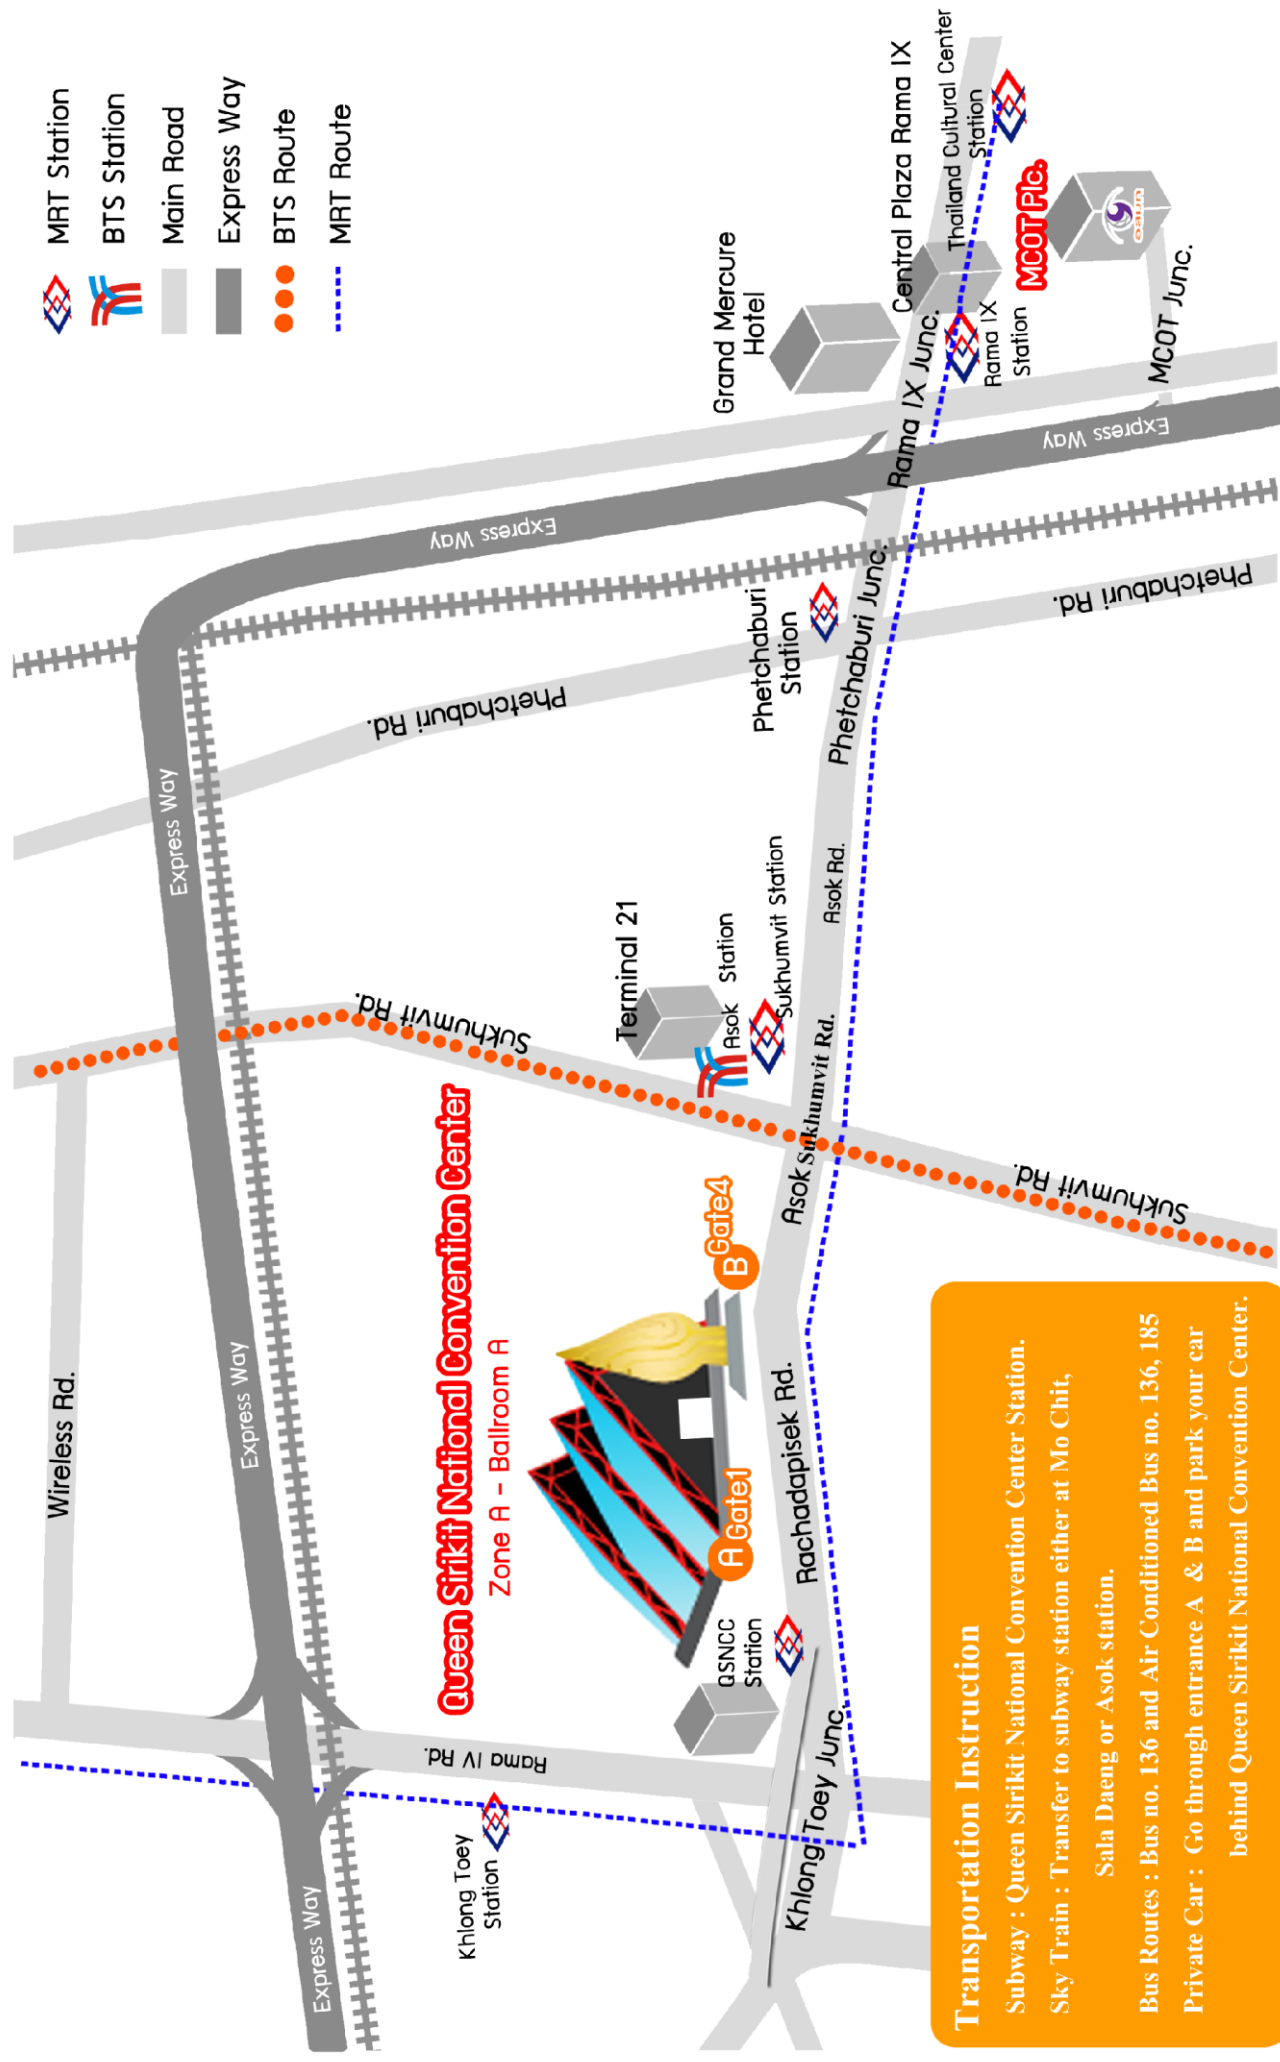 MRT Station
BTS Station
Main Road
Express Way
BTS Route
MRT Route
Wireless Rd.
Express Way
Express Way
Express Way
Express Way
Express Way
Sukhumvit Rd.
Sukhumvit Rd.
Phetchaburi Rd.
Phetchaburi Rd.
Rama IV Rd.
Khlong Toey
Station
Queen Sirikit National Convention Center
Zone A - Ballroom A
A Gate1
B Gate4
QSNCC
Station
Khlong Toey Junc.
Rachadapisek Rd.
Asok Sukhumvit Rd.
Terminal 21
Asok Station
Sukhumvit Station
Asok Rd.
Phetchaburi
Station
Phetchaburi Junc.
Grand Mercure
Hotel
Rama IX Junc.
Rama IX
Station
Central Plaza Rama IX
Thailand Cultural Center
Station
MCOT Plc.
อสมท
MCOT Junc.
Transportation Instruction
Subway : Queen Sirikit National Convention Center Station.
Sky Train : Transfer to subway station either at Mo Chit,
Sala Daeng or Asok station.
Bus Routes : Bus no. 136 and Air Conditioned Bus no. 136, 185
Private Car : Go through entrance A & B and park your car
behind Queen Sirikit National Convention Center.